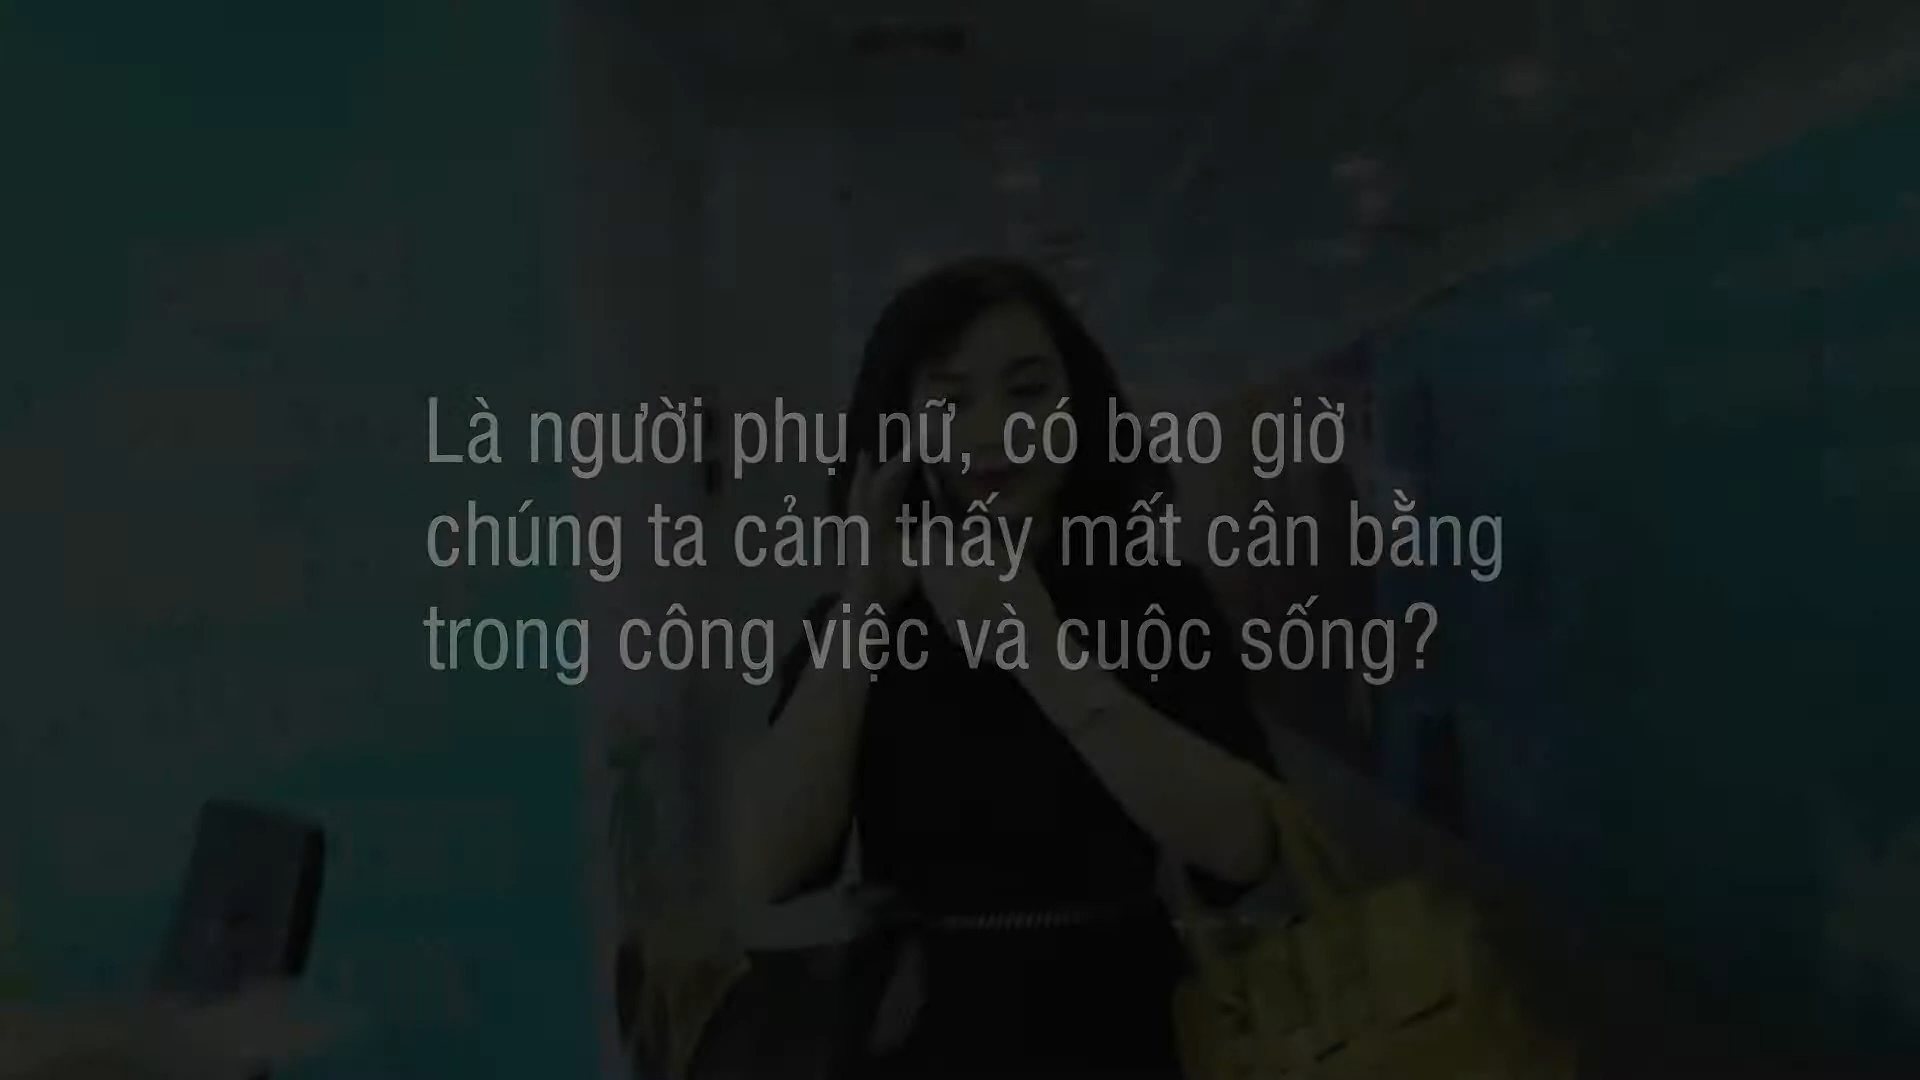 Là người phụ nữ, có bao giờ
chúng ta cảm thấy mất cân bằng
trong công việc và cuộc sống?